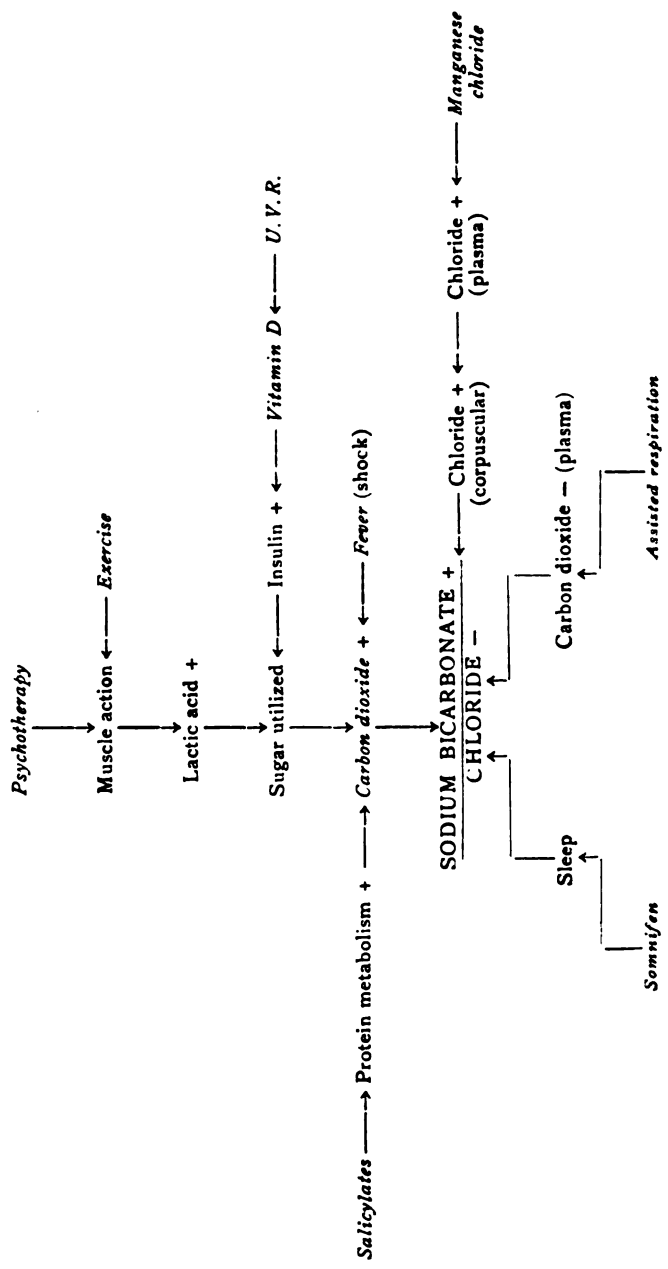 Psychotherapy
Muscle action ← Exercise
Lactic acid +
Sugar utilized ← Insulin + ← Vitamin D ← U.V.R.
Salicylates → Protein metabolism + → Carbon dioxide + ← Fever (shock)
SODIUM BICARBONATE + ← Chloride + ← Chloride + ← Manganese
CHLORIDE − (corpuscular) (plasma) chloride
Sleep Carbon dioxide − (plasma)
Somnifen Assisted respiration